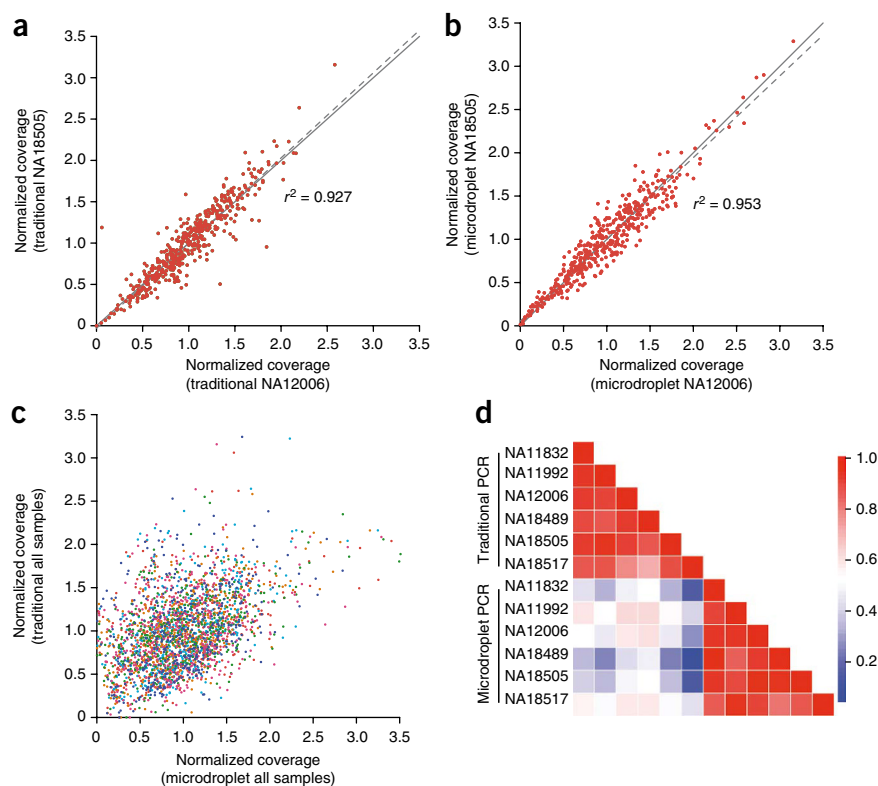 a
3.5
3.0
2.5
2.0
1.5
1.0
0.5
0
Normalized coverage
(traditional NA18505)
r² = 0.927
0 0.5 1.0 1.5 2.0 2.5 3.0 3.5
Normalized coverage
(traditional NA12006)
b
3.5
3.0
2.5
2.0
1.5
1.0
0.5
0
Normalized coverage
(microdroplet NA18505)
r² = 0.953
0 0.5 1.0 1.5 2.0 2.5 3.0 3.5
Normalized coverage
(microdroplet NA12006)
c
3.5
3.0
2.5
2.0
1.5
1.0
0.5
0
Normalized coverage
(traditional all samples)
0 0.5 1.0 1.5 2.0 2.5 3.0 3.5
Normalized coverage
(microdroplet all samples)
d
Traditional PCR
NA11832
NA11992
NA12006
NA18489
NA18505
NA18517
Microdroplet PCR
NA11832
NA11992
NA12006
NA18489
NA18505
NA18517
1.0
0.8
0.6
0.4
0.2